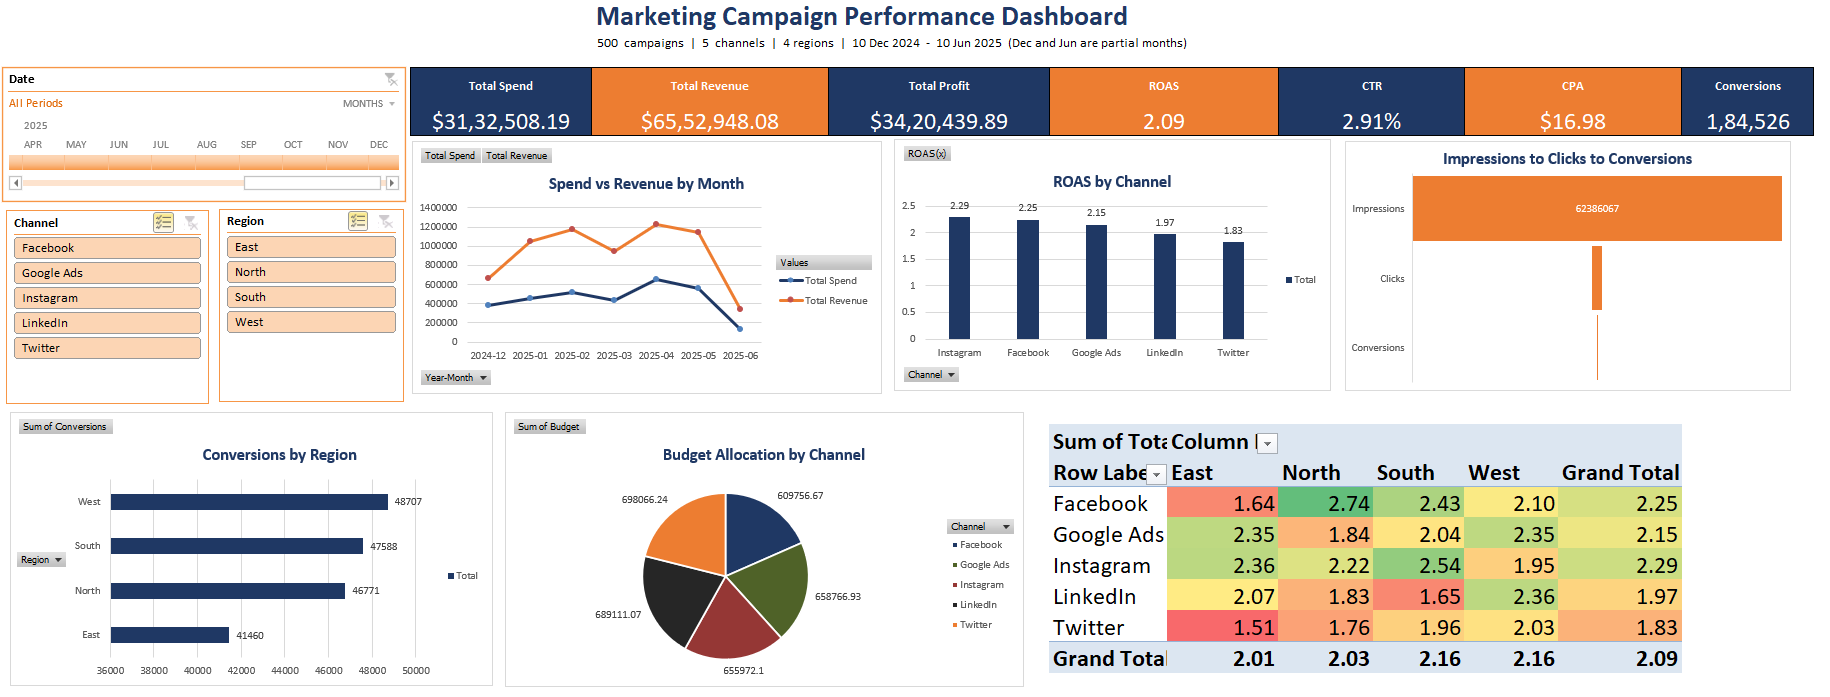 Marketing Campaign Performance Dashboard
500 campaigns | 5 channels | 4 regions | 10 Dec 2024 - 10 Jun 2025 (Dec and Jun are partial months)
Date
All Periods
MONTHS
2025
APR MAY JUN JUL AUG SEP OCT NOV DEC
Channel
Facebook
Google Ads
Instagram
LinkedIn
Twitter
Region
East
North
South
West
Total Spend
$31,32,508.19
Total Revenue
$65,52,948.08
Total Profit
$34,20,439.89
ROAS
2.09
CTR
2.91%
CPA
$16.98
Conversions
1,84,526
Total Spend Total Revenue
Spend vs Revenue by Month
1400000
1200000
1000000
800000
600000
400000
200000
0
2024-12 2025-01 2025-02 2025-03 2025-04 2025-05 2025-06
Values
Total Spend
Total Revenue
Year-Month
ROAS(x)
ROAS by Channel
2.5
2
1.5
1
0.5
0
2.29 2.25 2.15 1.97 1.83
Instagram Facebook Google Ads LinkedIn Twitter
Total
Channel
Impressions to Clicks to Conversions
Impressions
62386067
Clicks
Conversions
Sum of Conversions
Conversions by Region
West 48707
South 47588
North 46771
East 41460
36000 38000 40000 42000 44000 46000 48000 50000
Region
Total
Sum of Budget
Budget Allocation by Channel
698066.24
609756.67
689111.07
658766.93
655972.1
Channel
Facebook
Google Ads
Instagram
LinkedIn
Twitter
Sum of Tota Column l
Row Labe East North South West Grand Total
Facebook 1.64 2.74 2.43 2.10 2.25
Google Ads 2.35 1.84 2.04 2.35 2.15
Instagram 2.36 2.22 2.54 1.95 2.29
LinkedIn 2.07 1.83 1.65 2.36 1.97
Twitter 1.51 1.76 1.96 2.03 1.83
Grand Total 2.01 2.03 2.16 2.16 2.09